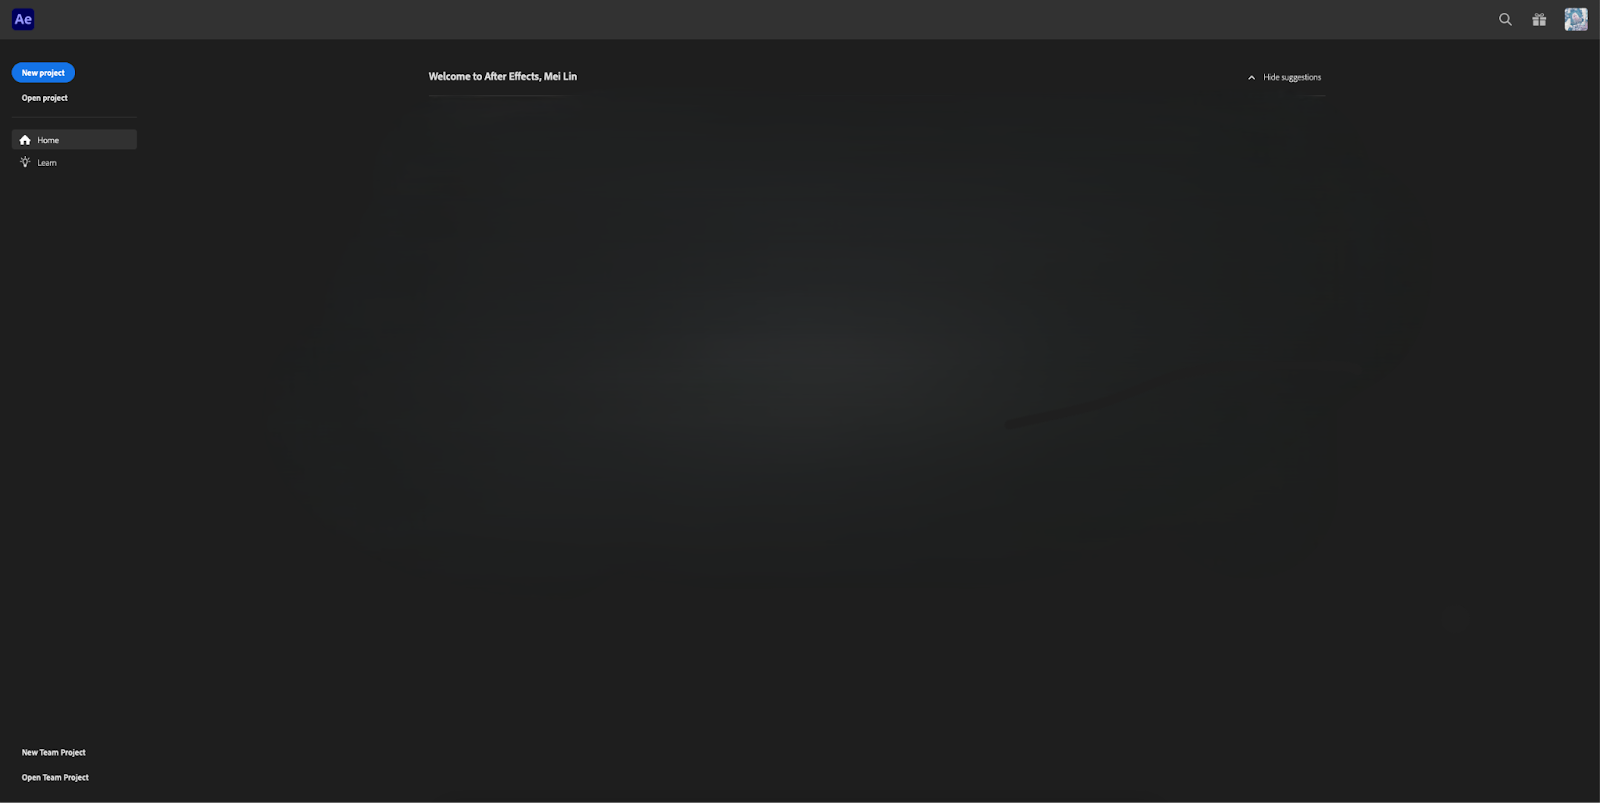 Ae
New project
Open project
Home
Learn
Welcome to After Effects, Mei Lin
Hide suggestions
New Team Project
Open Team Project